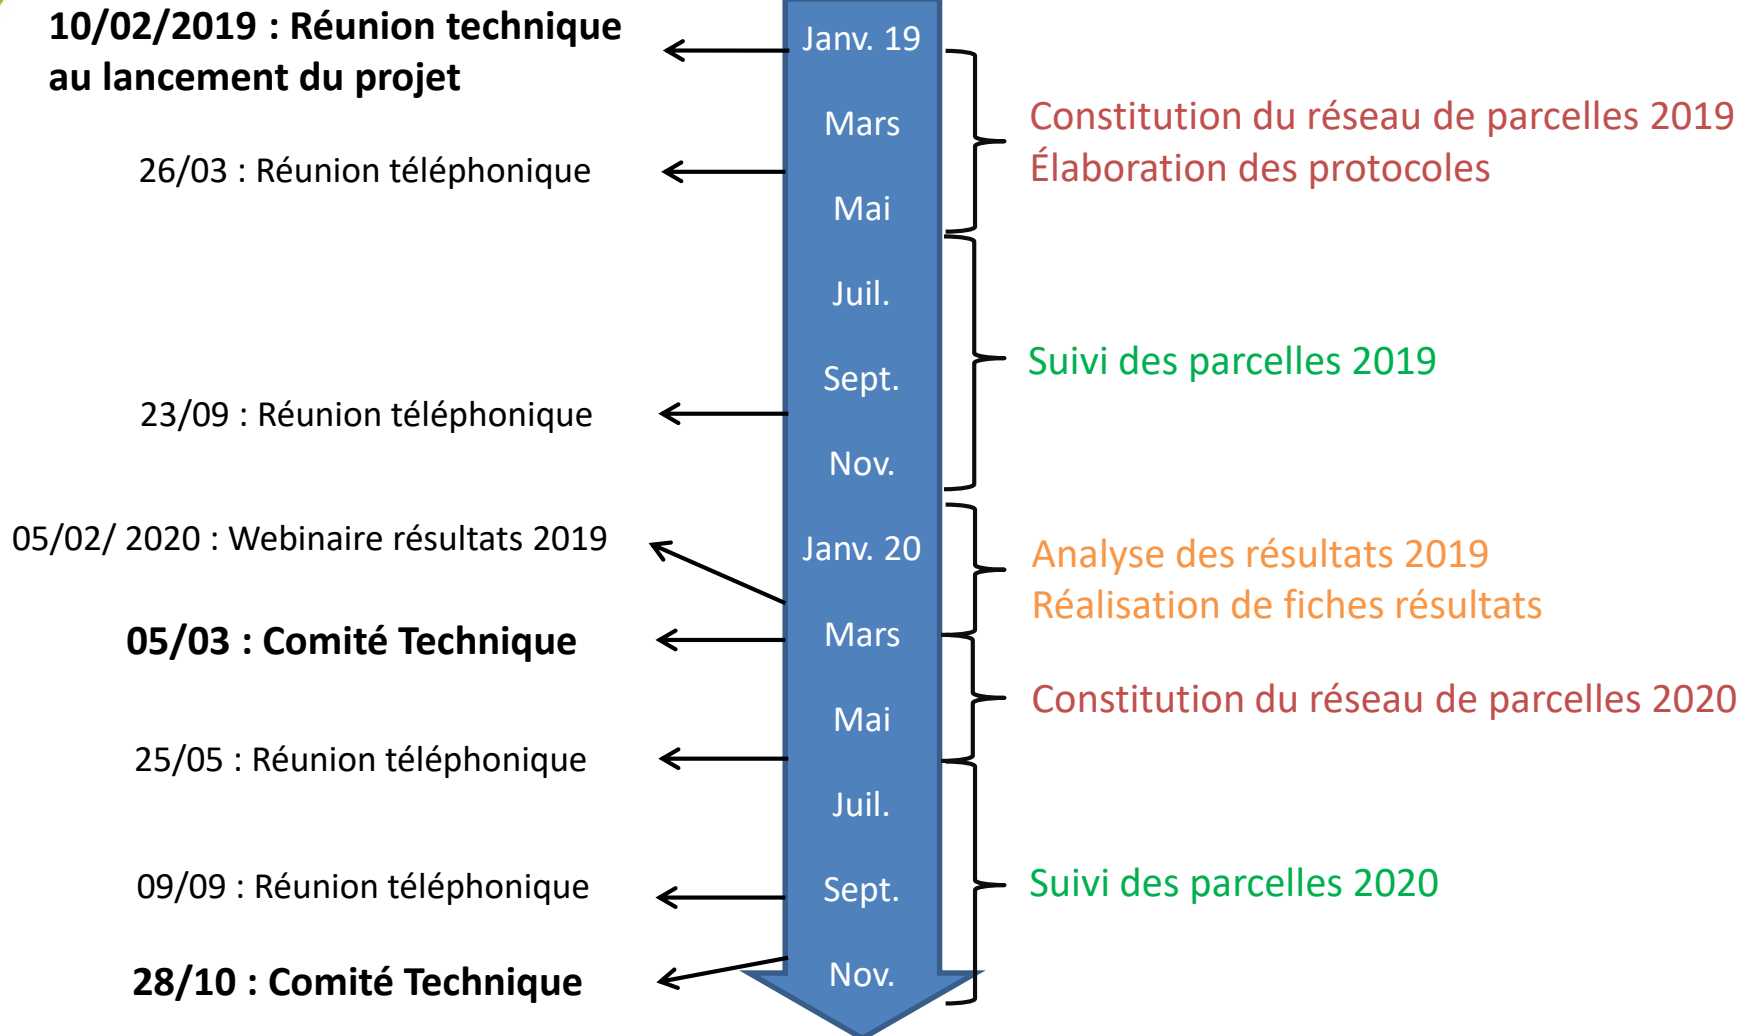 10/02/2019 : Réunion technique
au lancement du projet
26/03 : Réunion téléphonique
23/09 : Réunion téléphonique
05/02/ 2020 : Webinaire résultats 2019
05/03 : Comité Technique
25/05 : Réunion téléphonique
09/09 : Réunion téléphonique
28/10 : Comité Technique
Janv. 19
Mars
Mai
Juil.
Sept.
Nov.
Janv. 20
Mars
Mai
Juil.
Sept.
Nov.
Constitution du réseau de parcelles 2019
Élaboration des protocoles
Suivi des parcelles 2019
Analyse des résultats 2019
Réalisation de fiches résultats
Constitution du réseau de parcelles 2020
Suivi des parcelles 2020